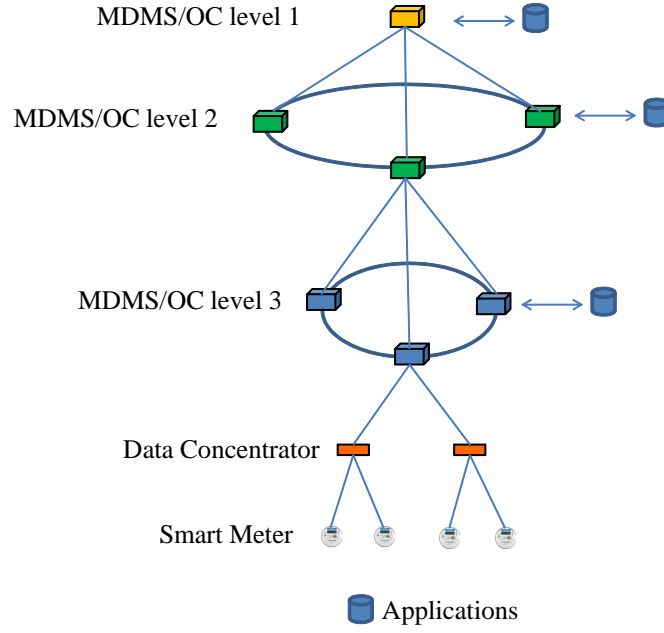 MDMS/OC level 1
MDMS/OC level 2
MDMS/OC level 3
Data Concentrator
Smart Meter
Applications